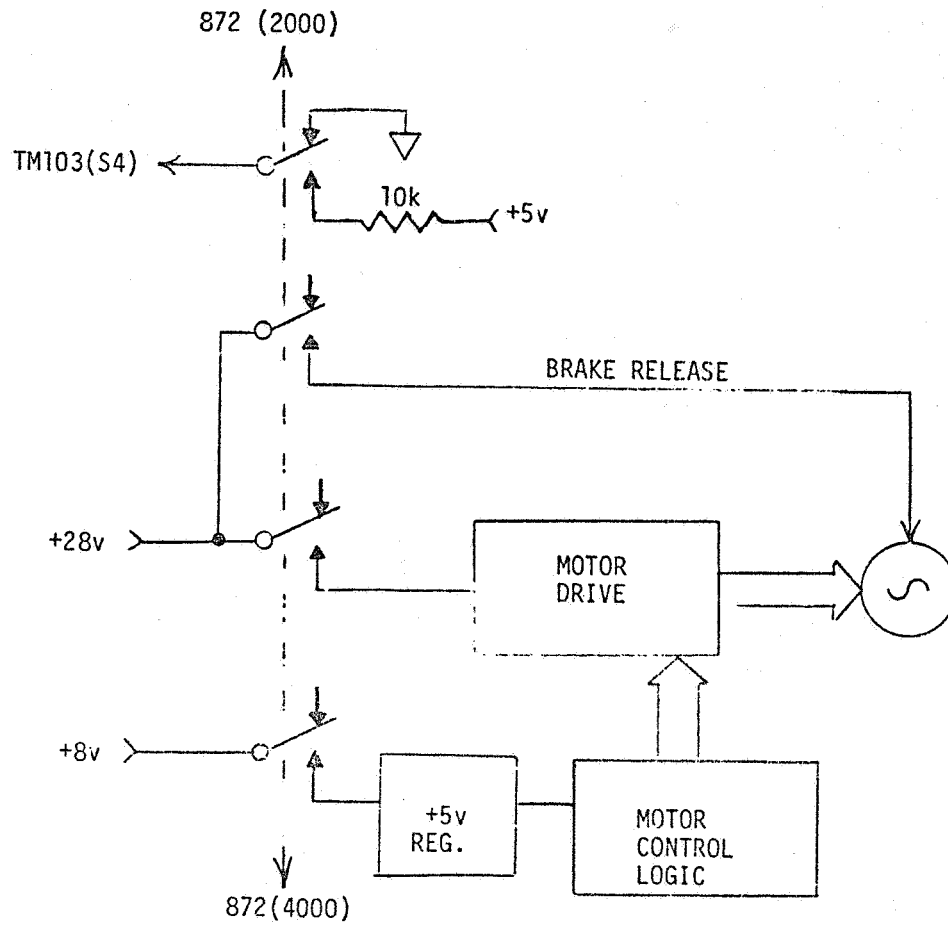 872 (2000)
TM103(S4)
10k
+5v
BRAKE RELEASE
+28v
MOTOR
DRIVE
+8v
+5v
REG.
MOTOR
CONTROL
LOGIC
872(4000)